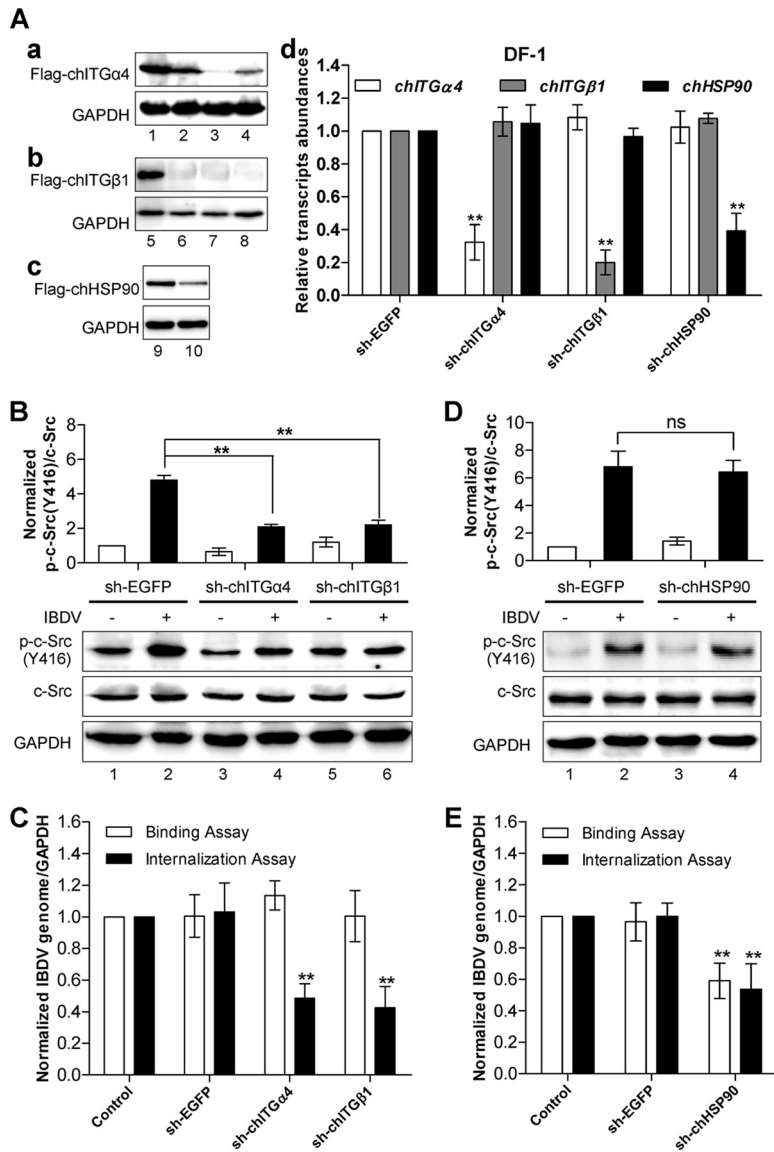 A
a
Flag-chITGα4
GAPDH
1 2 3 4
b
Flag-chITGβ1
GAPDH
5 6 7 8
c
Flag-chHSP90
GAPDH
9 10
d
DF-1
chITGα4 chITGβ1 chHSP90
Relative transcripts abundances
1.4
1.2
1.0
0.8
0.6
0.4
0.2
0.0
** ** **
sh-EGFP sh-chITGα4 sh-chITGβ1 sh-chHSP90
B
Normalized
p-c-Src(Y416)/c-Src
8
6
4
2
0
**
**
sh-EGFP sh-chITGα4 sh-chITGβ1
IBDV - + - + - +
p-c-Src
(Y416)
c-Src
GAPDH
1 2 3 4 5 6
D
Normalized
p-c-Src(Y416)/c-Src
10
8
6
4
2
0
ns
sh-EGFP sh-chHSP90
IBDV - + - +
p-c-Src
(Y416)
c-Src
GAPDH
1 2 3 4
C
Normalized IBDV genome/GAPDH
1.6
1.4
1.2
1.0
0.8
0.6
0.4
0.2
0.0
Binding Assay
Internalization Assay
** **
Control sh-EGFP sh-chITGα4 sh-chITGβ1
E
Normalized IBDV genome/GAPDH
1.6
1.4
1.2
1.0
0.8
0.6
0.4
0.2
0.0
Binding Assay
Internalization Assay
** **
Control sh-EGFP sh-chHSP90